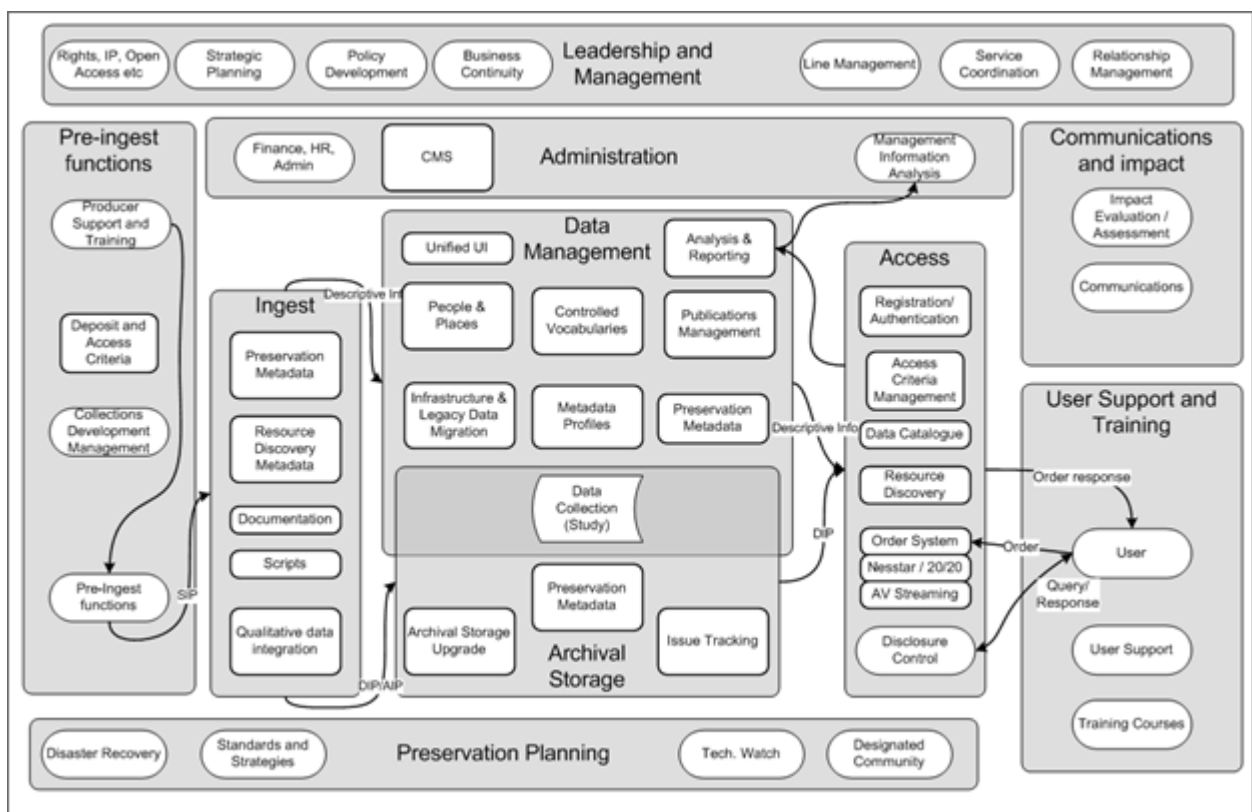 Rights, IP, Open
Access etc
Strategic
Planning
Policy
Development
Business
Continuity
Leadership and
Management
Line Management
Service
Coordination
Relationship
Management
Pre-ingest
functions
Producer
Support and
Training
Deposit and
Access
Criteria
Collections
Development
Management
Pre-Ingest
functions
SIP
Finance, HR,
Admin
CMS
Administration
Management
Information
Analysis
Ingest
Preservation
Metadata
Resource
Discovery
Metadata
Documentation
Scripts
Qualitative data
integration
Descriptive Inf
DIP/AIP
Data
Management
Unified UI
Analysis &
Reporting
People &
Places
Controlled
Vocabularies
Publications
Management
Infrastructure &
Legacy Data
Migration
Metadata
Profiles
Preservation
Metadata
Data
Collection
(Study)
Preservation
Metadata
Archival Storage
Upgrade
Issue Tracking
Archival
Storage
Descriptive Info
DIP
Access
Registration/
Authentication
Access
Criteria
Management
Data Catalogue
Resource
Discovery
Order System
Nesstar / 20/20
AV Streaming
Disclosure
Control
Communications
and impact
Impact
Evaluation /
Assessment
Communications
User Support and
Training
Order response
Order
User
Query/
Response
User Support
Training Courses
Disaster Recovery
Standards and
Strategies
Preservation Planning
Tech. Watch
Designated
Community